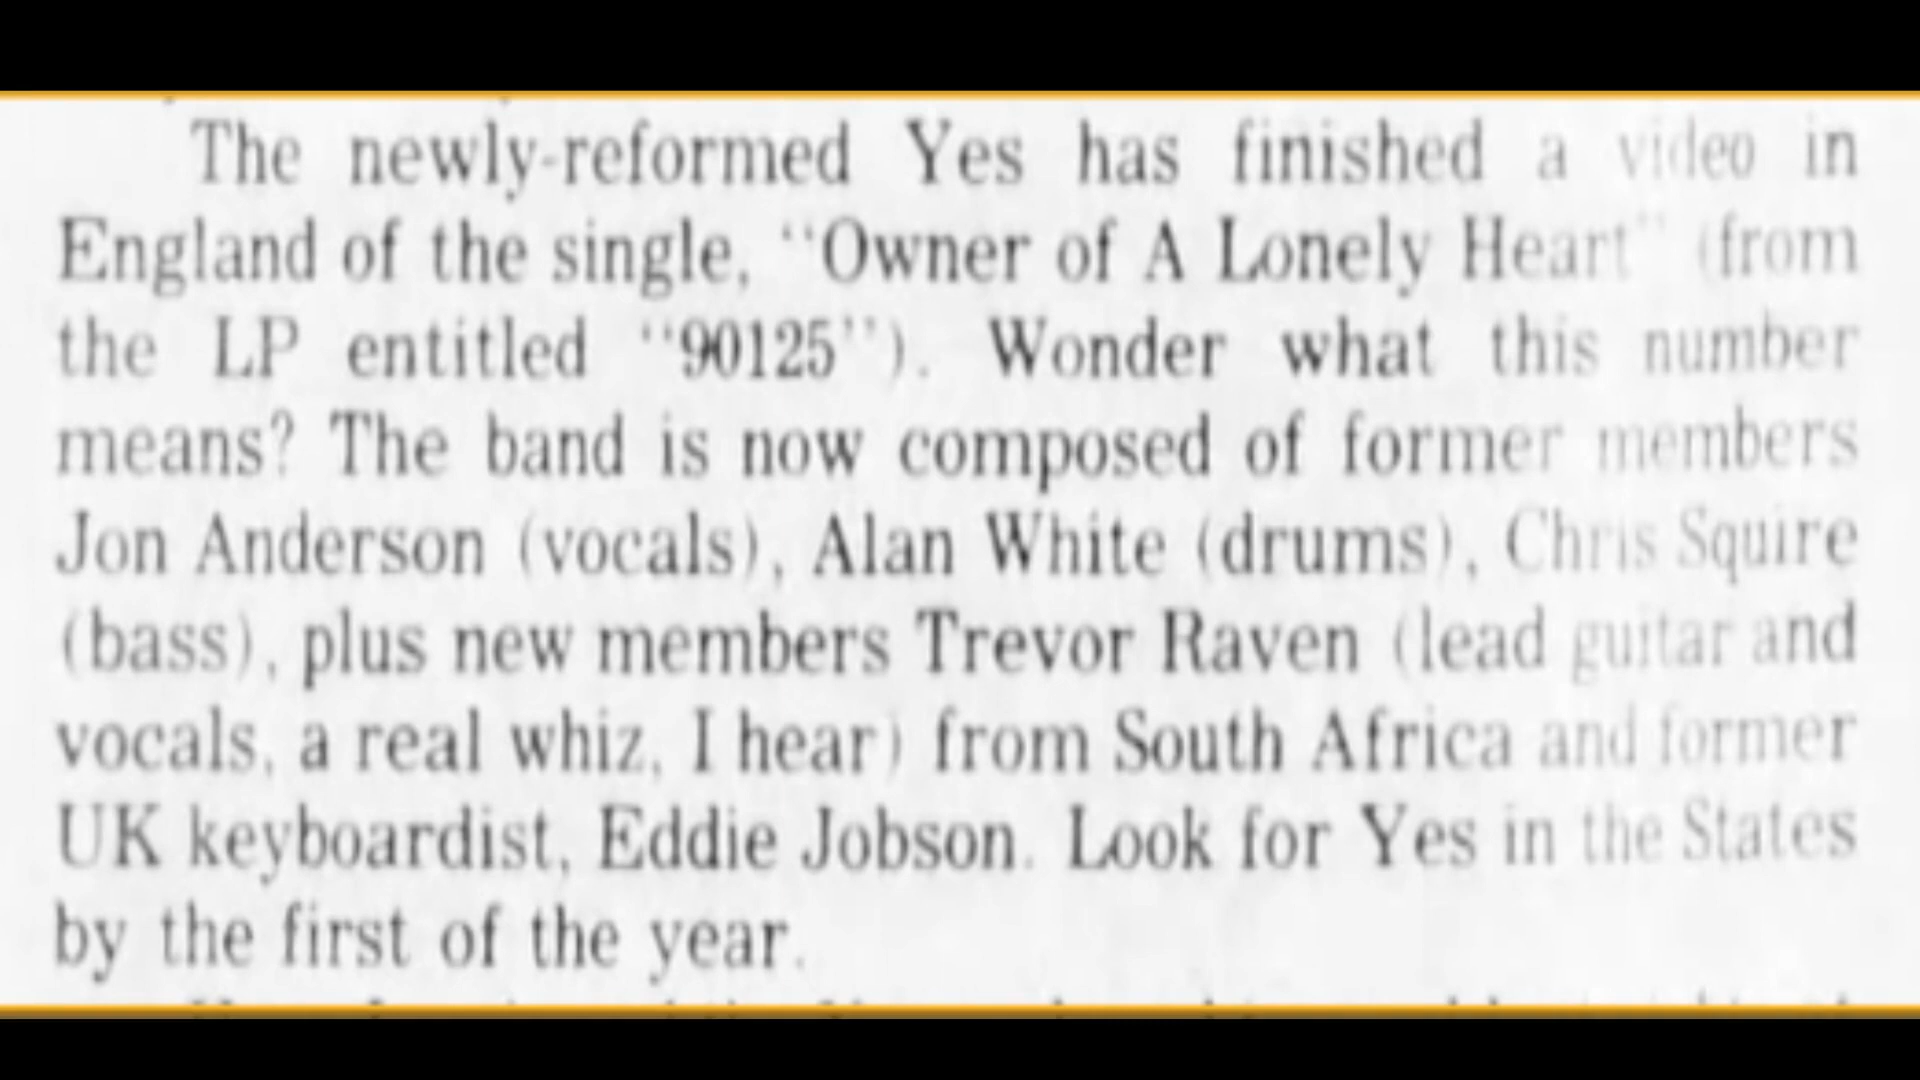 The newly-reformed Yes has finished a video in
England of the single, “Owner of A Lonely Heart” (from
the LP entitled “90125”). Wonder what this number
means? The band is now composed of former members
Jon Anderson (vocals), Alan White (drums), Chris Squire
(bass), plus new members Trevor Raven (lead guitar and
vocals, a real whiz, I hear) from South Africa and former
UK keyboardist, Eddie Jobson. Look for Yes in the States
by the first of the year.